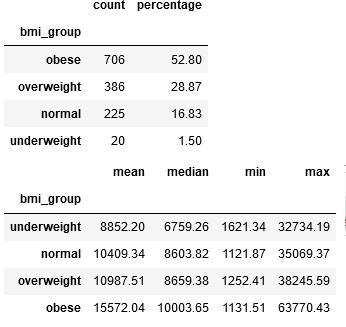 count percentage
bmi_group
obese 706 52.80
overweight 386 28.87
normal 225 16.83
underweight 20 1.50
mean median min max
bmi_group
underweight 8852.20 6759.26 1621.34 32734.19
normal 10409.34 8603.82 1121.87 35069.37
overweight 10987.51 8659.38 1252.41 38245.59
obese 15572.04 10003.65 1131.51 63770.43